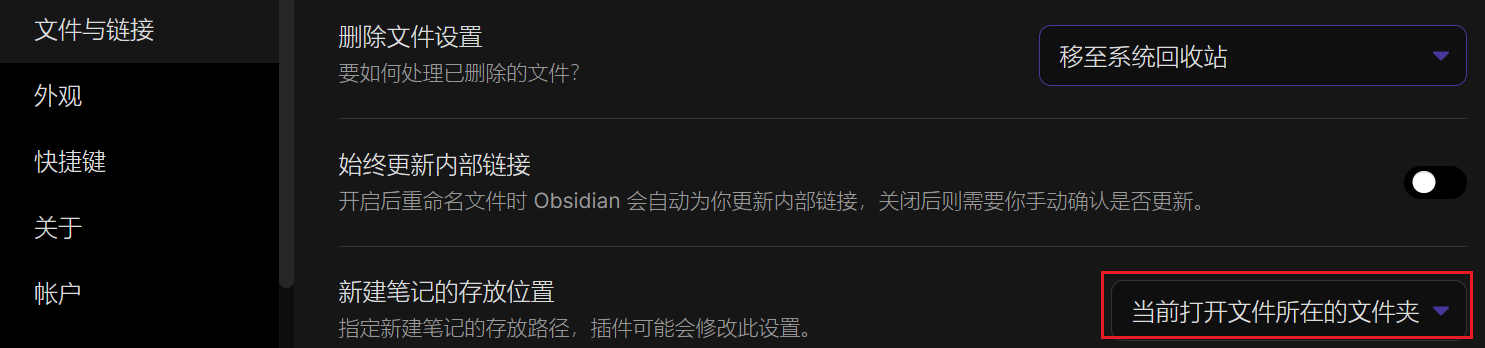 文件与链接
外观
快捷键
关于
帐户
删除文件设置
要如何处理已删除的文件？
移至系统回收站
始终更新内部链接
开启后重命名文件时 Obsidian 会自动为你更新内部链接，关闭后则需要你手动确认是否更新。
新建笔记的存放位置
指定新建笔记的存放路径，插件可能会修改此设置。
当前打开文件所在的文件夹